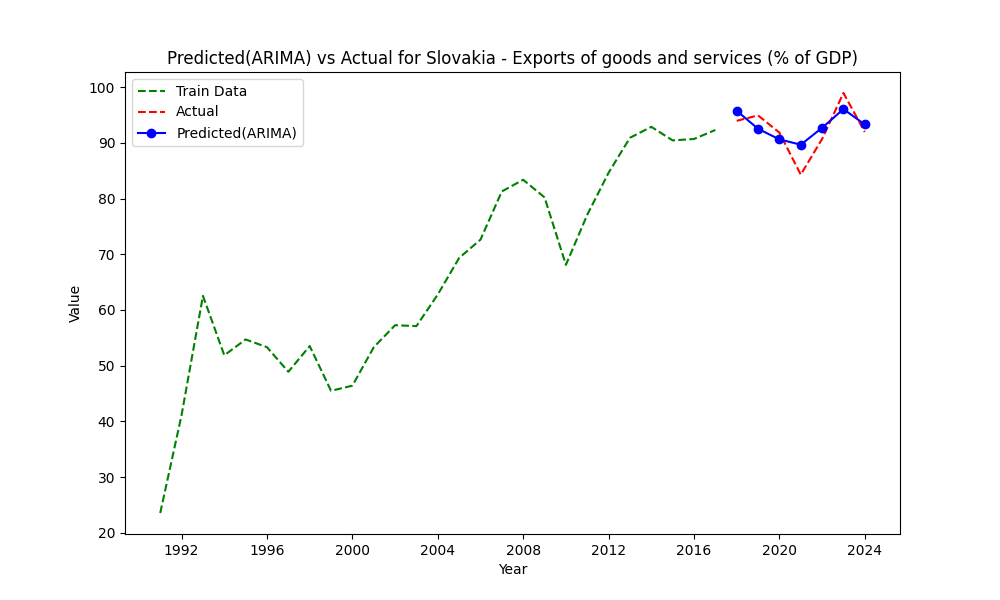 Predicted(ARIMA) vs Actual for Slovakia - Exports of goods and services (% of GDP)
Train Data
Actual
Predicted(ARIMA)
100
90
80
70
60
50
40
30
20
Value
1992 1996 2000 2004 2008 2012 2016 2020 2024
Year